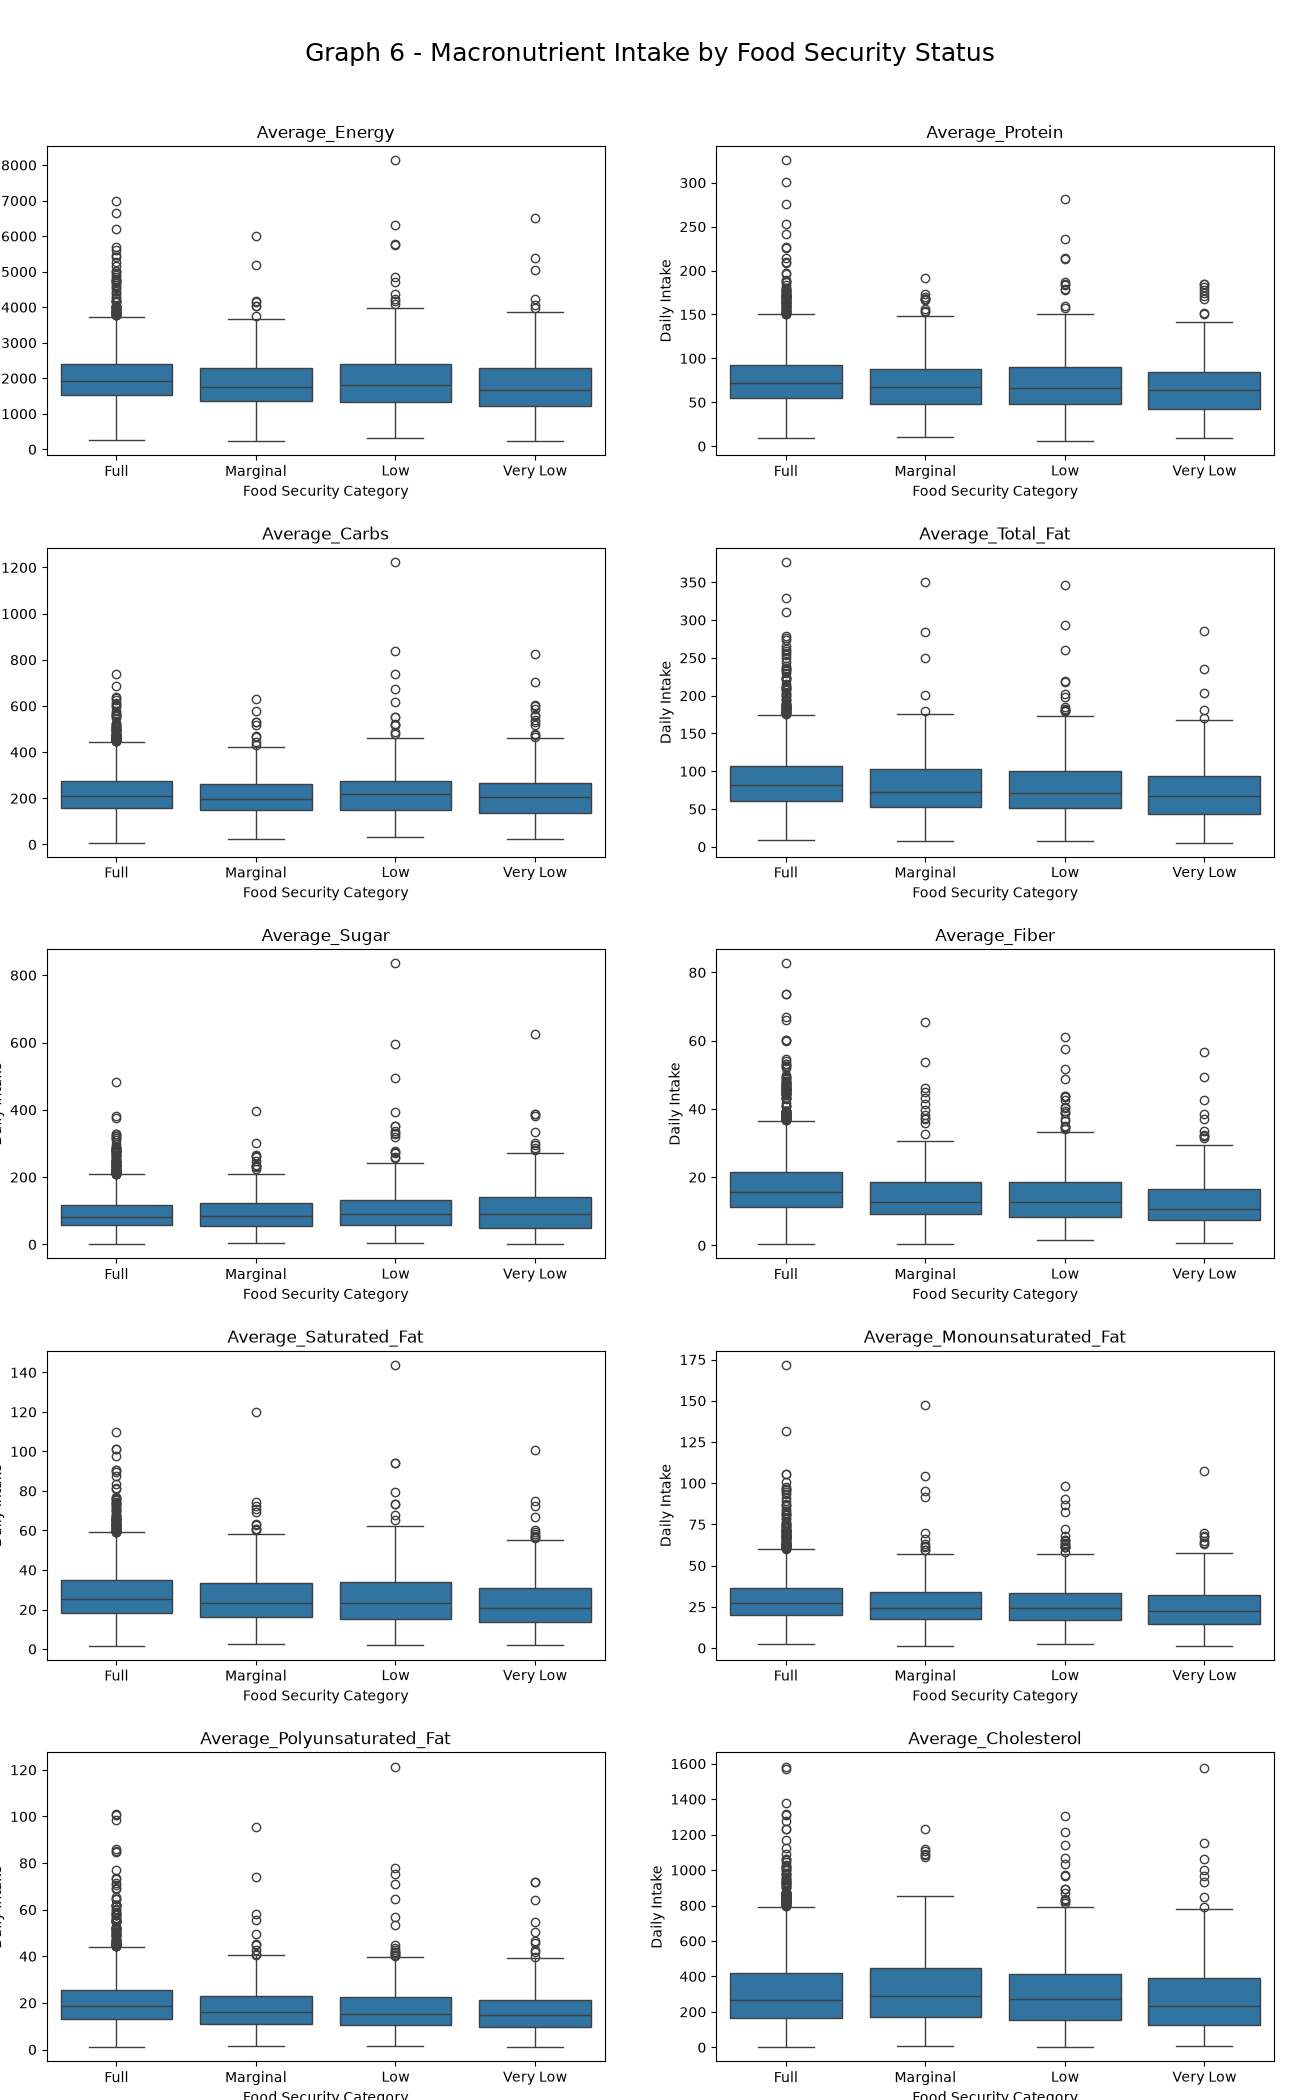 Graph 6 - Macronutrient Intake by Food Security Status
Average_Energy
8000
7000
6000
5000
4000
3000
2000
1000
0
Full Marginal Low Very Low
Food Security Category
Average_Protein
Daily Intake
300
250
200
150
100
50
0
Full Marginal Low Very Low
Food Security Category
Average_Carbs
1200
1000
800
600
400
200
0
Full Marginal Low Very Low
Food Security Category
Average_Total_Fat
Daily Intake
350
300
250
200
150
100
50
0
Full Marginal Low Very Low
Food Security Category
Average_Sugar
800
600
400
200
0
Full Marginal Low Very Low
Food Security Category
Average_Fiber
Daily Intake
80
60
40
20
0
Full Marginal Low Very Low
Food Security Category
Average_Saturated_Fat
140
120
100
80
60
40
20
0
Full Marginal Low Very Low
Food Security Category
Average_Monounsaturated_Fat
Daily Intake
175
150
125
100
75
50
25
0
Full Marginal Low Very Low
Food Security Category
Average_Polyunsaturated_Fat
120
100
80
60
40
20
0
Full Marginal Low Very Low
Food Security Category
Average_Cholesterol
Daily Intake
1600
1400
1200
1000
800
600
400
200
0
Full Marginal Low Very Low
Food Security Category